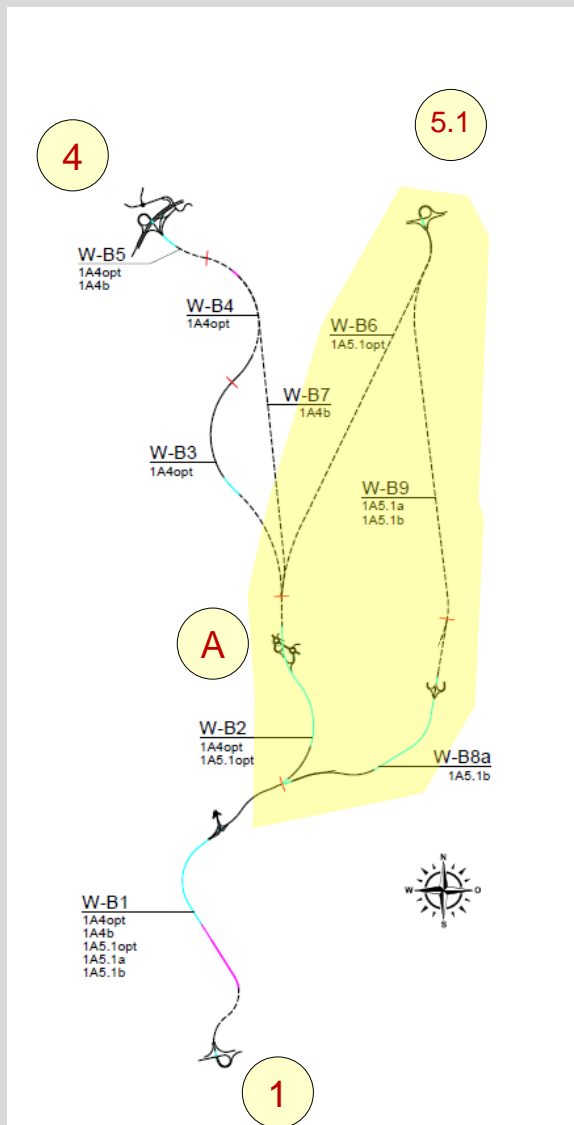 5.1
4
W-B5
1A4opt
1A4b
W-B4
1A4opt
W-B6
1A5.1opt
W-B7
1A4b
W-B3
1A4opt
W-B9
1A5.1a
1A5.1b
A
W-B2
1A4opt
1A5.1opt
W-B8a
1A5.1b
N
W
O
S
W-B1
1A4opt
1A4b
1A5.1opt
1A5.1a
1A5.1b
1